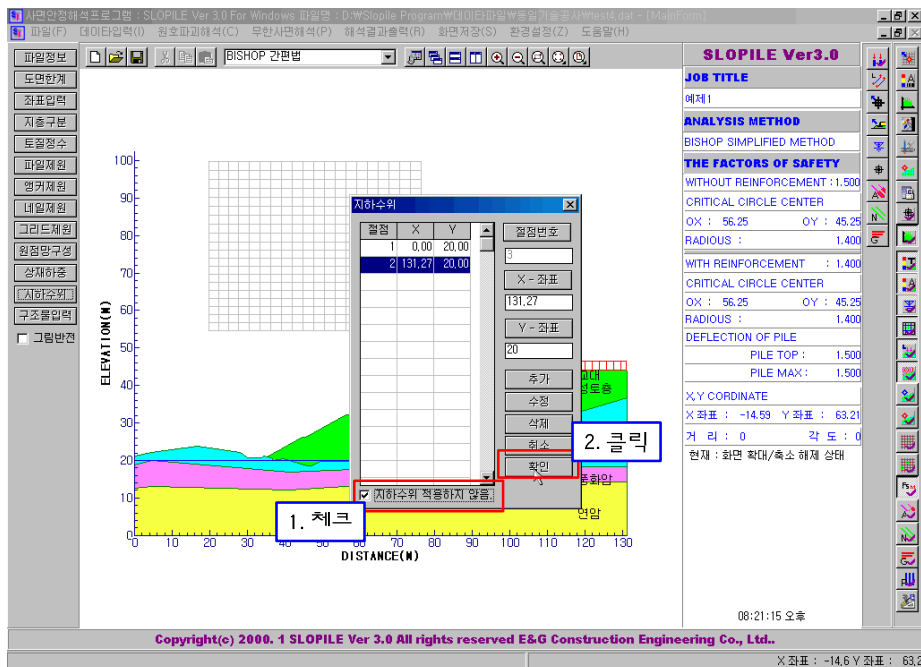 사면안정해석프로그램 : SLOPILE Ver 3,0 For Windows 파일명 : D:₩Slopile Program₩데이타파일₩동일기술공사₩test4,dat - [MainForm]
파일(F) 데이타입력(I) 원호파괴해석(C) 무한사면해석(P) 해석결과출력(R) 화면저장(S) 환경설정(Z) 도움말(H)
파일정보
도면한계
좌표입력
지층구분
토질정수
파일제원
앵커제원
네일제원
그리드제원
원점망구성
상재하중
지하수위
구조물입력
그림반전
BISHOP 간편법
ELEVATION(M)
100
90
80
70
60
50
40
30
20
10
0
0 10 20 30 40 50 60 70 80 90 100 110 120 130
DISTANCE(M)
교대
성토층
풍화암
연암
지하수위
절점 X Y
1 0,00 20,00
2 131,27 20,00
절점번호
3
X - 좌표
131,27
Y - 좌표
20
추가
수정
삭제
취소
확인
지하수위 적용하지 않음.
1. 체크
2. 클릭
SLOPILE Ver3.0
JOB TITLE
예제1
ANALYSIS METHOD
BISHOP SIMPLIFIED METHOD
THE FACTORS OF SAFETY
WITHOUT REINFORCEMENT : 1.500
CRITICAL CIRCLE CENTER
OX : 56.25 OY : 45.25
RADIOUS : 1.400
WITH REINFORCEMENT : 1.400
CRITICAL CIRCLE CENTER
OX : 56.25 OY : 45.25
RADIOUS : 1.400
DEFLECTION OF PILE
PILE TOP : 1.500
PILE MAX : 1.500
X,Y CORDINATE
X 좌표 : -14.59 Y 좌표 : 63.21
거 리 : 0 각 도 : 0
현재 : 화면 확대/축소 해제 상태
08:21:15 오후
Copyright(c) 2000. 1 SLOPILE Ver 3.0 All rights reserved E&G Construction Engineering Co., Ltd..
X 좌표 : -14,6 Y 좌표 : 63,2